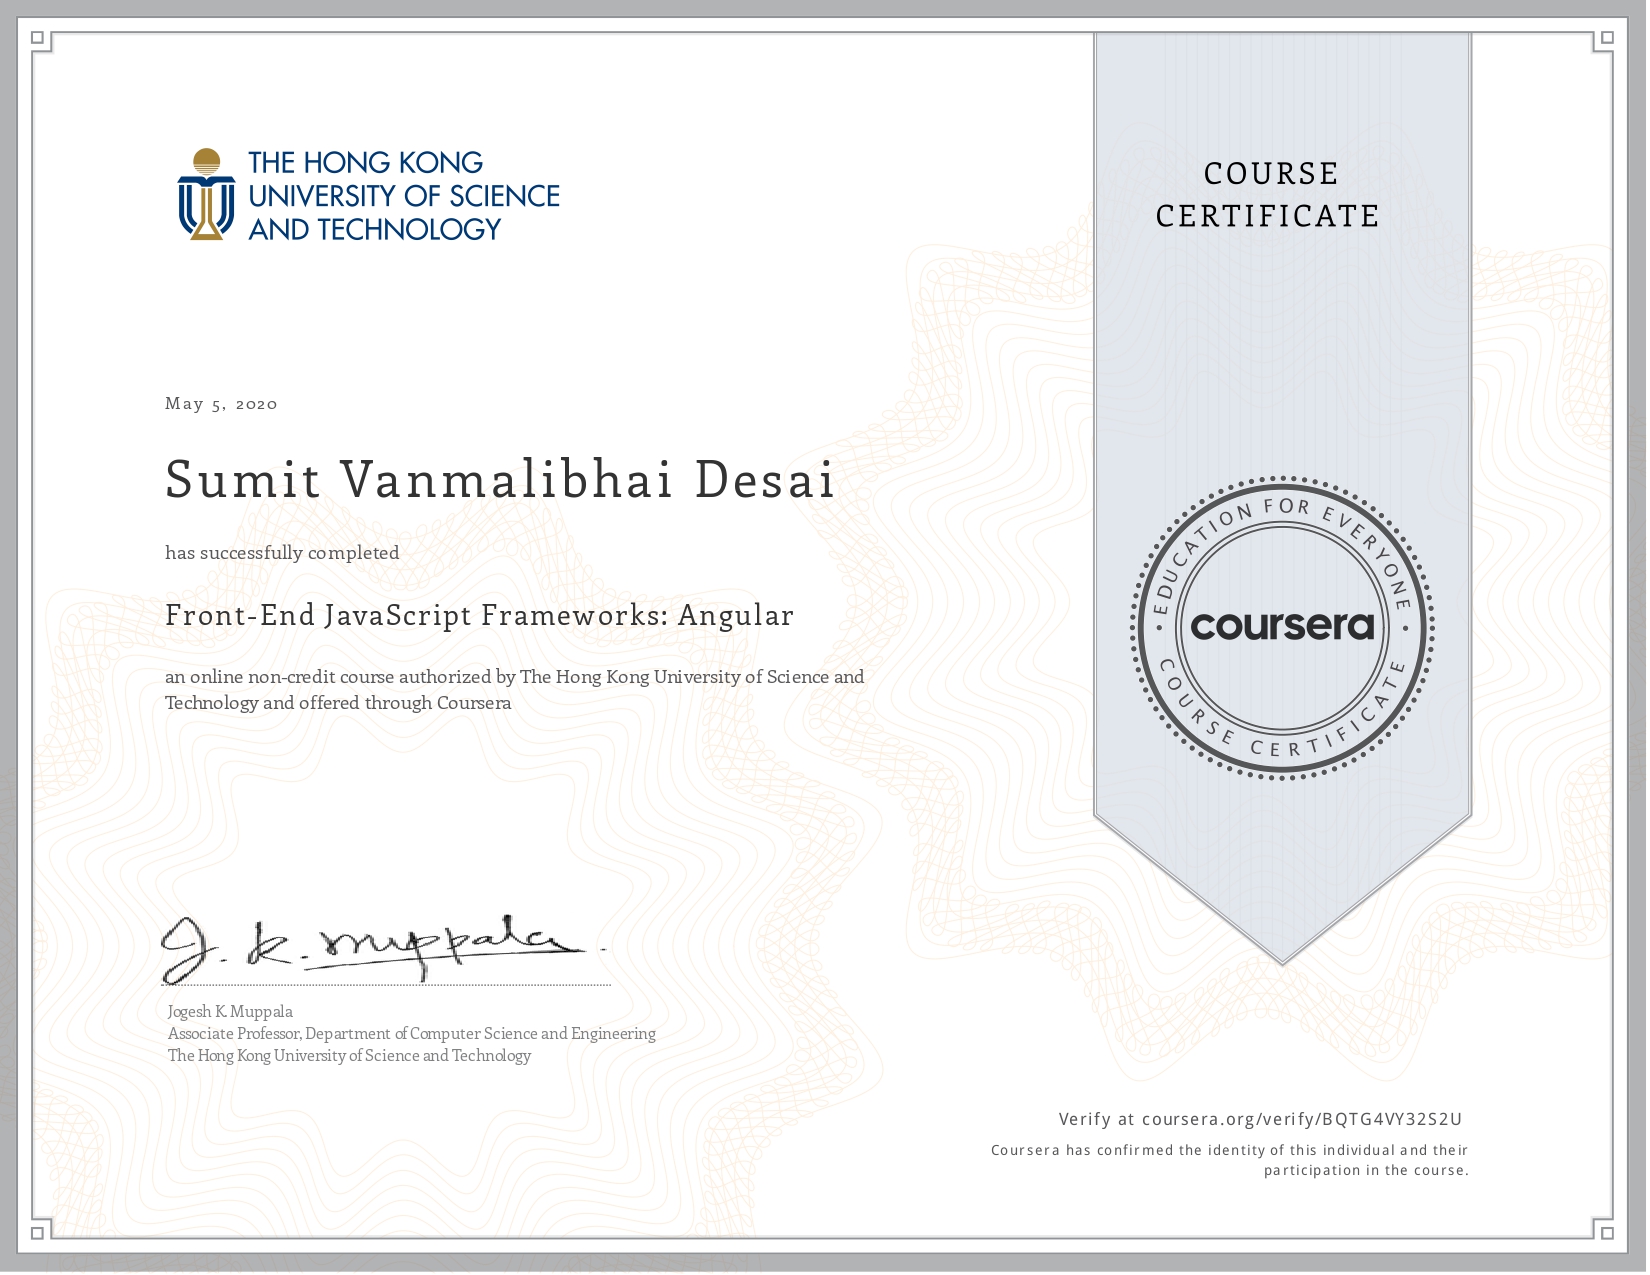 THE HONG KONG
UNIVERSITY OF SCIENCE
AND TECHNOLOGY
COURSE
CERTIFICATE
May 5, 2020
Sumit Vanmalibhai Desai
has successfully completed
Front-End JavaScript Frameworks: Angular
an online non-credit course authorized by The Hong Kong University of Science and
Technology and offered through Coursera
EDUCATION FOR EVERYONE
coursera
COURSE CERTIFICATE
J. K. Muppala.
Jogesh K. Muppala
Associate Professor, Department of Computer Science and Engineering
The Hong Kong University of Science and Technology
Verify at coursera.org/verify/BQTG4VY32S2U
Coursera has confirmed the identity of this individual and their
participation in the course.